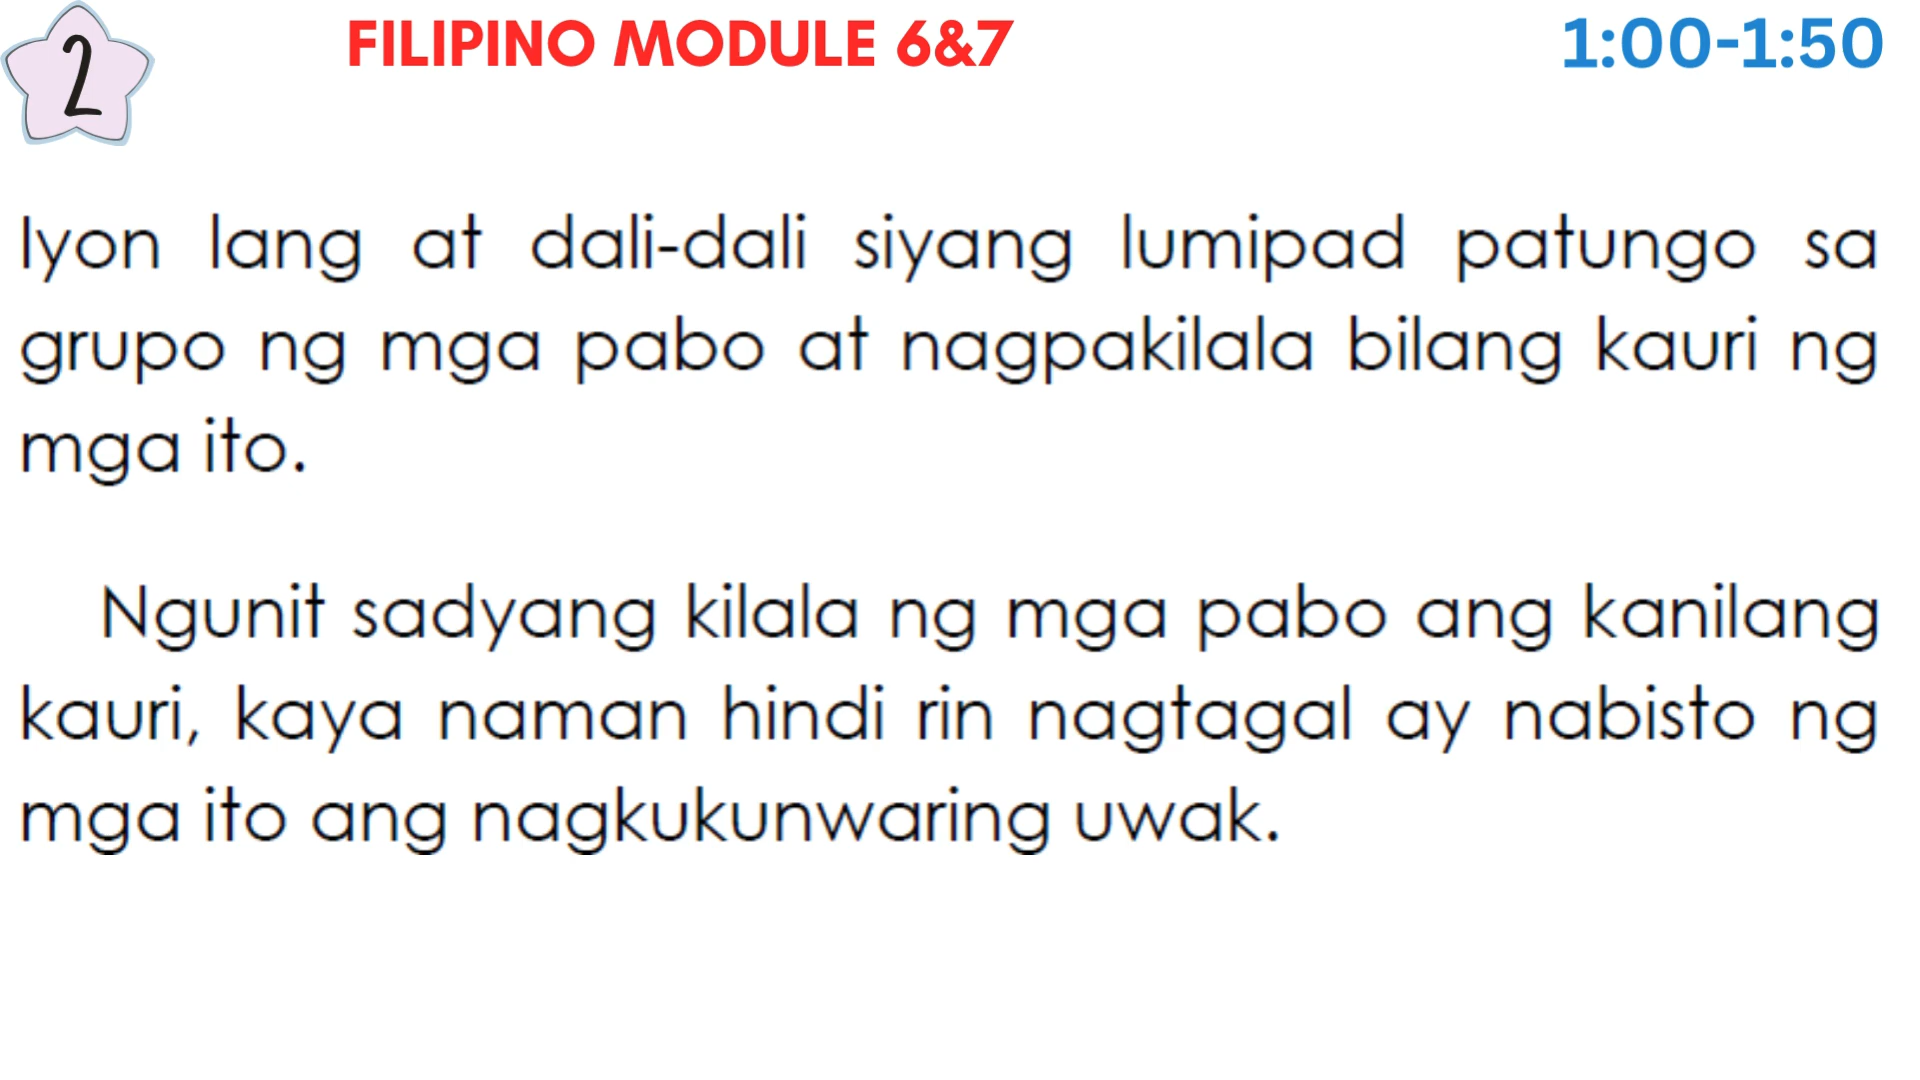 2
FILIPINO MODULE 6&7
1:00-1:50
Iyon lang at dali-dali siyang lumipad patungo sa
grupo ng mga pabo at nagpakilala bilang kauri ng
mga ito.
Ngunit sadyang kilala ng mga pabo ang kanilang
kauri, kaya naman hindi rin nagtagal ay nabisto ng
mga ito ang nagkukunwaring uwak.